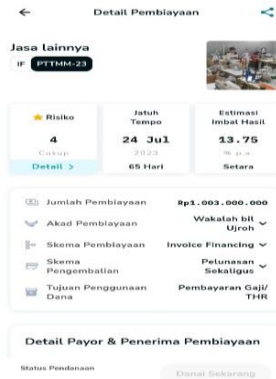 Detail Pembiayaan
Jasa lainnya
IF PTTMM-23
Risiko
4
Cukup
Detail >
Jatuh
Tempo
24 Jul
2023
65 Hari
Estimasi
Imbal Hasil
13.75
% p.a.
Setara
Jumlah Pembiayaan Rp1.003.000.000
Akad Pembiayaan Wakalah bil
Ujroh
Skema Pembiayaan Invoice Financing
Skema
Pengembalian
Pelunasan
Sekaligus
Tujuan Penggunaan
Dana
Pembayaran Gaji/
THR
Detail Payor & Penerima Pembiayaan
Status Pendanaan
Danai Sekarang